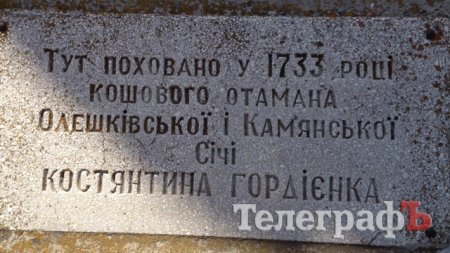 Тут поховано у 1733 році
кошового отамана
Олешківської і Камянської
Січі
Костянтина Гордієнка
ТелеграфЪ